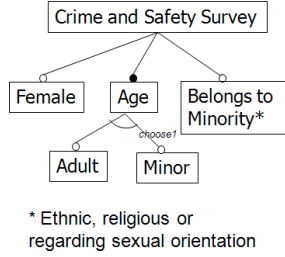 Crime and Safety Survey
Female
Age
Belongs to
Minority*
choose1
Adult
Minor
* Ethnic, religious or
regarding sexual orientation